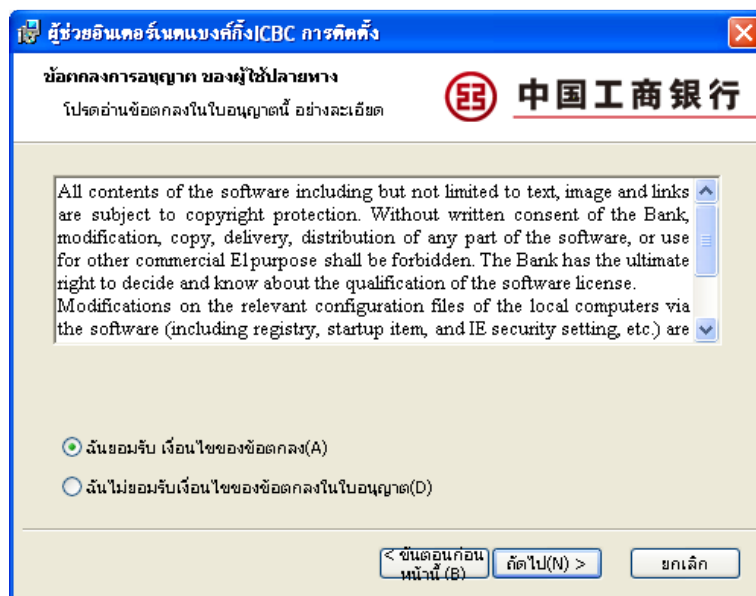 ผู้ช่วยอินเตอร์เนตแบงค์กิ้งICBC การติดตั้ง
ข้อตกลงการอนุญาต ของผู้ใช้ปลายทาง
โปรดอ่านข้อตกลงในใบอนุญาตนี้ อย่างละเอียด
中国工商银行
All contents of the software including but not limited to text, image and links
are subject to copyright protection. Without written consent of the Bank,
modification, copy, delivery, distribution of any part of the software, or use
for other commercial E1purpose shall be forbidden. The Bank has the ultimate
right to decide and know about the qualification of the software license.
Modifications on the relevant configuration files of the local computers via
the software (including registry, startup item, and IE security setting, etc.) are
ฉันยอมรับ เงื่อนไขของข้อตกลง(A)
ฉันไม่ยอมรับเงื่อนไขของข้อตกลงในใบอนุญาต(D)
< ขั้นตอนก่อน
หน้านี้ (B)
ถัดไป(N) >
ยกเลิก